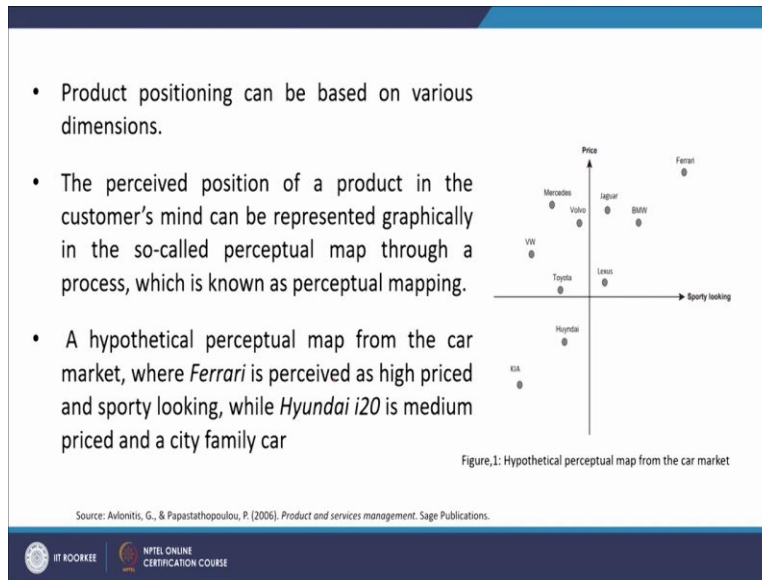 • Product positioning can be based on various
dimensions.
• The perceived position of a product in the
customer's mind can be represented graphically
in the so-called perceptual map through a
process, which is known as perceptual mapping.
• A hypothetical perceptual map from the car
market, where Ferrari is perceived as high priced
and sporty looking, while Hyundai i20 is medium
priced and a city family car
Price
Ferrari
Mercedes
Jaguar
Volvo
BMW
VW
Toyota
Lexus
Sporty looking
Huyndai
KIA
Figure,1: Hypothetical perceptual map from the car market
Source: Avlonitis, G., & Papastathopoulou, P. (2006). Product and services management. Sage Publications.
IIT ROORKEE
NPTEL ONLINE
CERTIFICATION COURSE